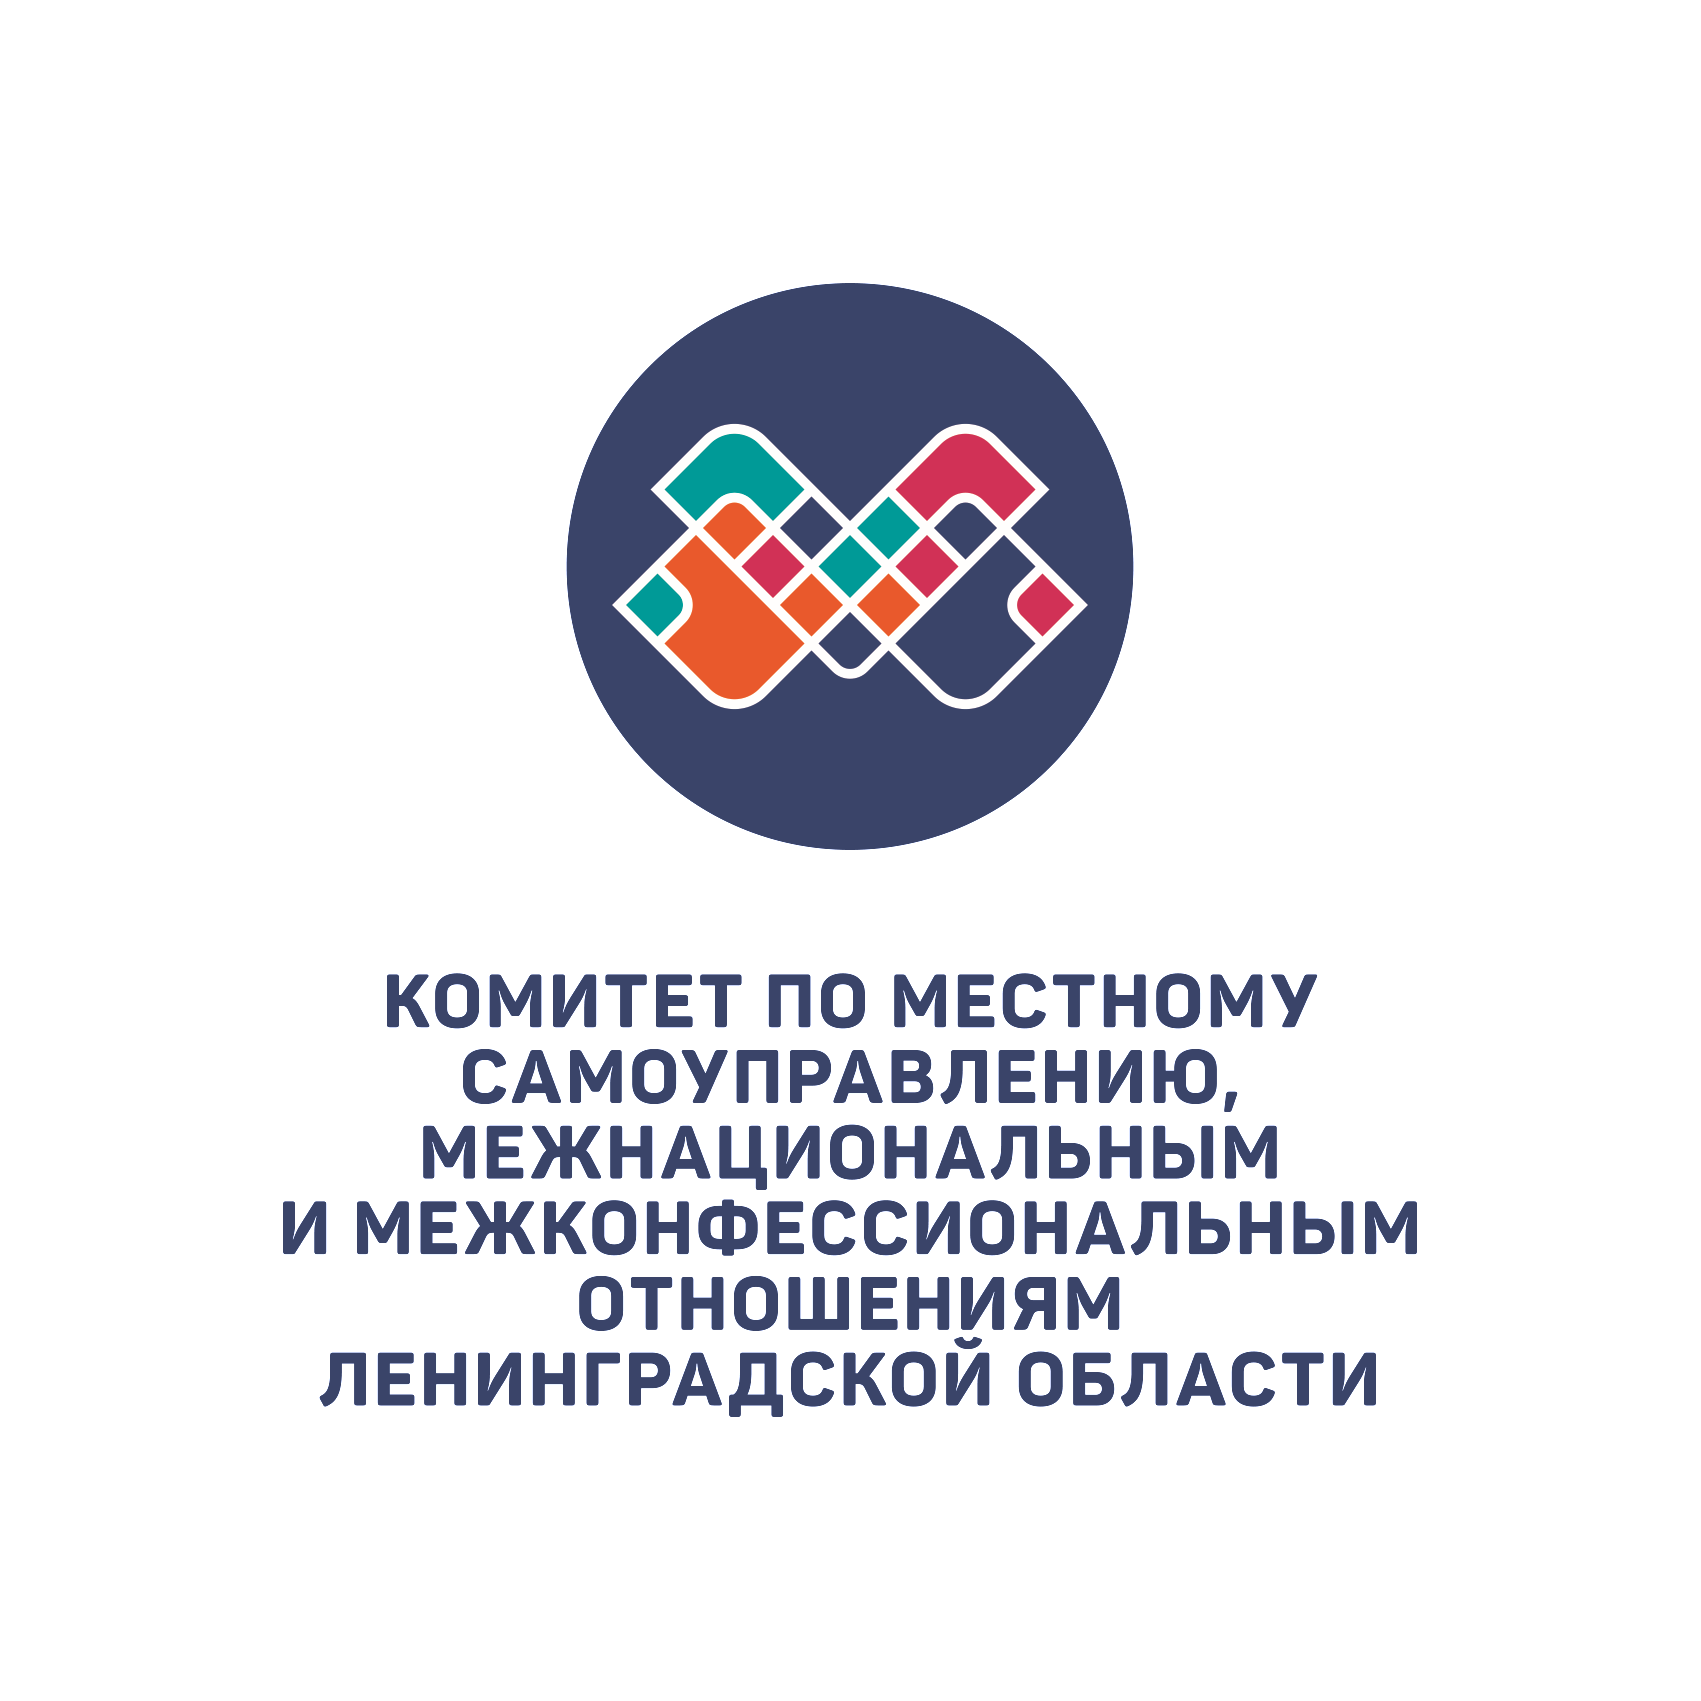 КОМИТЕТ ПО МЕСТНОМУ
САМОУПРАВЛЕНИЮ,
МЕЖНАЦИОНАЛЬНЫМ
И МЕЖКОНФЕССИОНАЛЬНЫМ
ОТНОШЕНИЯМ
ЛЕНИНГРАДСКОЙ ОБЛАСТИ